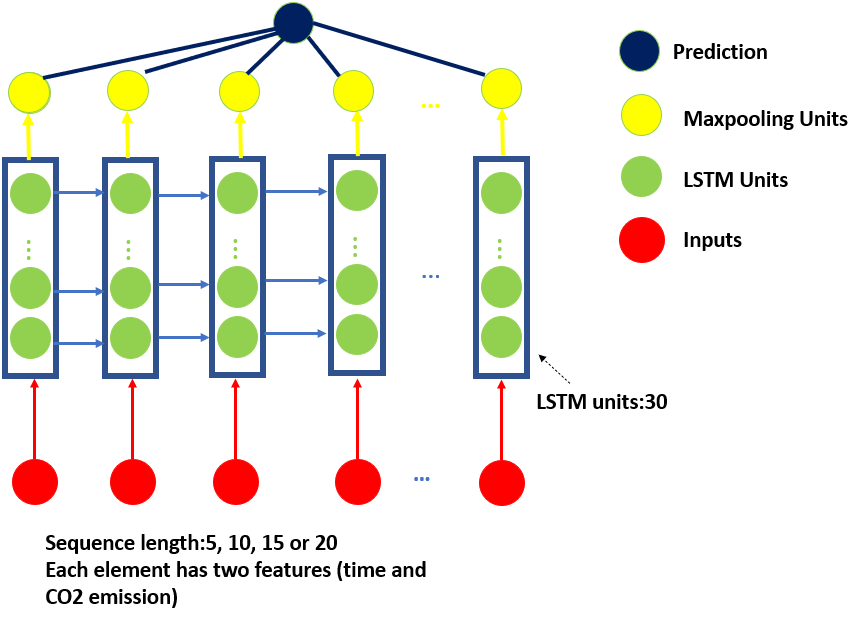 Prediction
Maxpooling Units
LSTM Units
Inputs
LSTM units:30
Sequence length:5, 10, 15 or 20
Each element has two features (time and
CO2 emission)